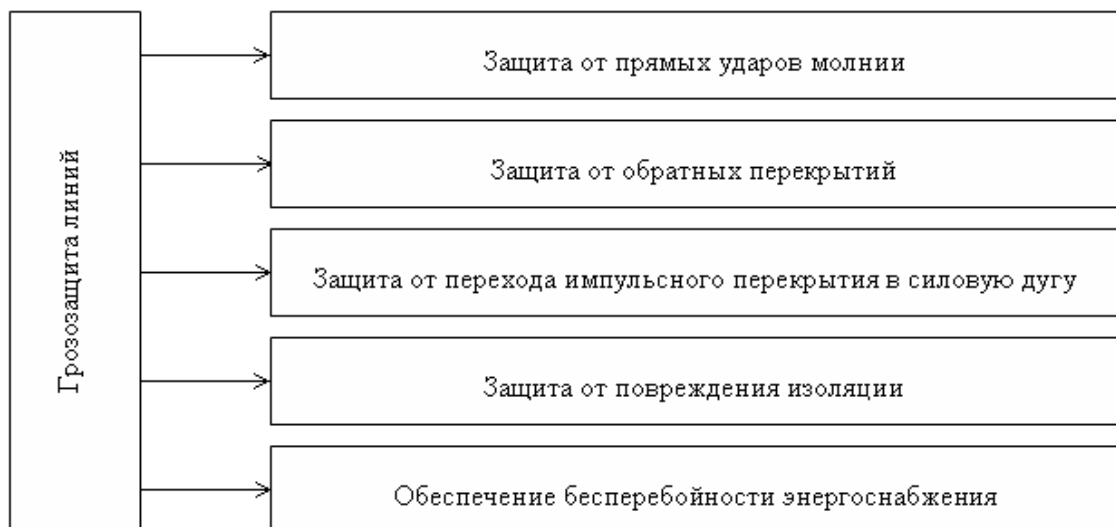 Грозозащита линий
Защита от прямых ударов молнии
Защита от обратных перекрытий
Защита от перехода импульсного перекрытия в силовую дугу
Защита от повреждения изоляции
Обеспечение бесперебойности энергоснабжения